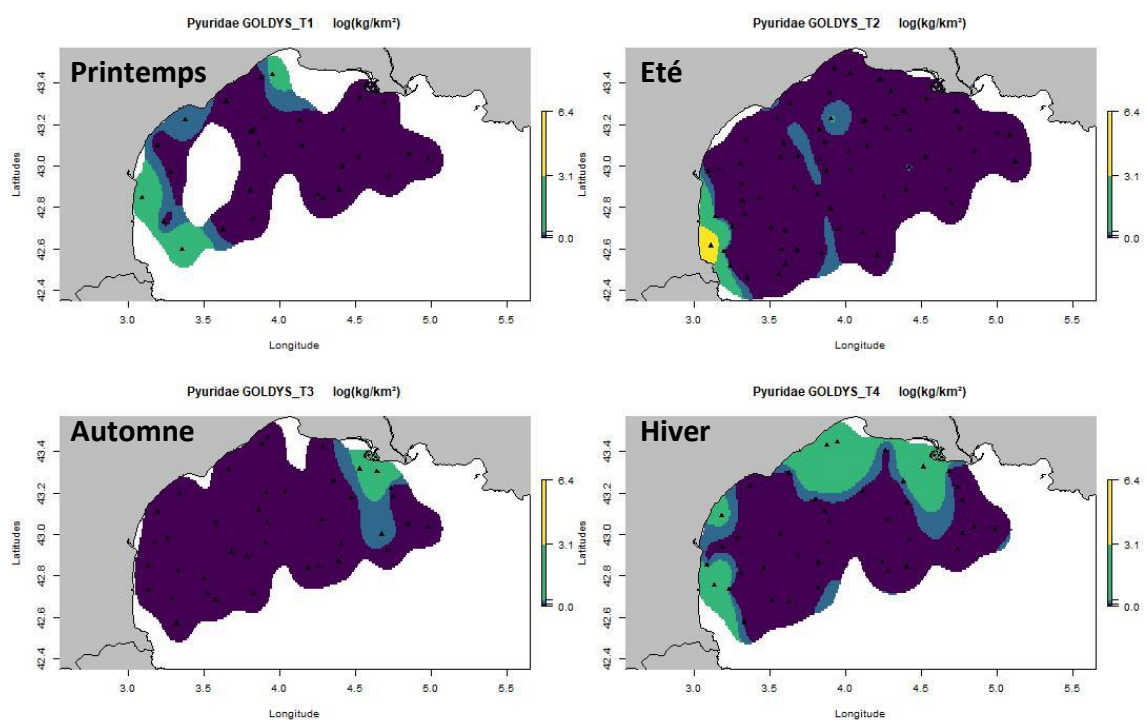 Pyuridae GOLDYS_T1 log(kg/km²)
Printemps
Latitudes
43.4
43.2
43.0
42.8
42.6
42.4
3.0 3.5 4.0 4.5 5.0 5.5
Longitude
6.4
3.1
0.0
Pyuridae GOLDYS_T2 log(kg/km²)
Eté
Latitudes
43.4
43.2
43.0
42.8
42.6
42.4
3.0 3.5 4.0 4.5 5.0 5.5
Longitude
6.4
3.1
0.0
Pyuridae GOLDYS_T3 log(kg/km²)
Automne
Latitudes
43.4
43.2
43.0
42.8
42.6
42.4
3.0 3.5 4.0 4.5 5.0 5.5
Longitude
6.4
3.1
0.0
Pyuridae GOLDYS_T4 log(kg/km²)
Hiver
Latitudes
43.4
43.2
43.0
42.8
42.6
42.4
3.0 3.5 4.0 4.5 5.0 5.5
Longitude
6.4
3.1
0.0